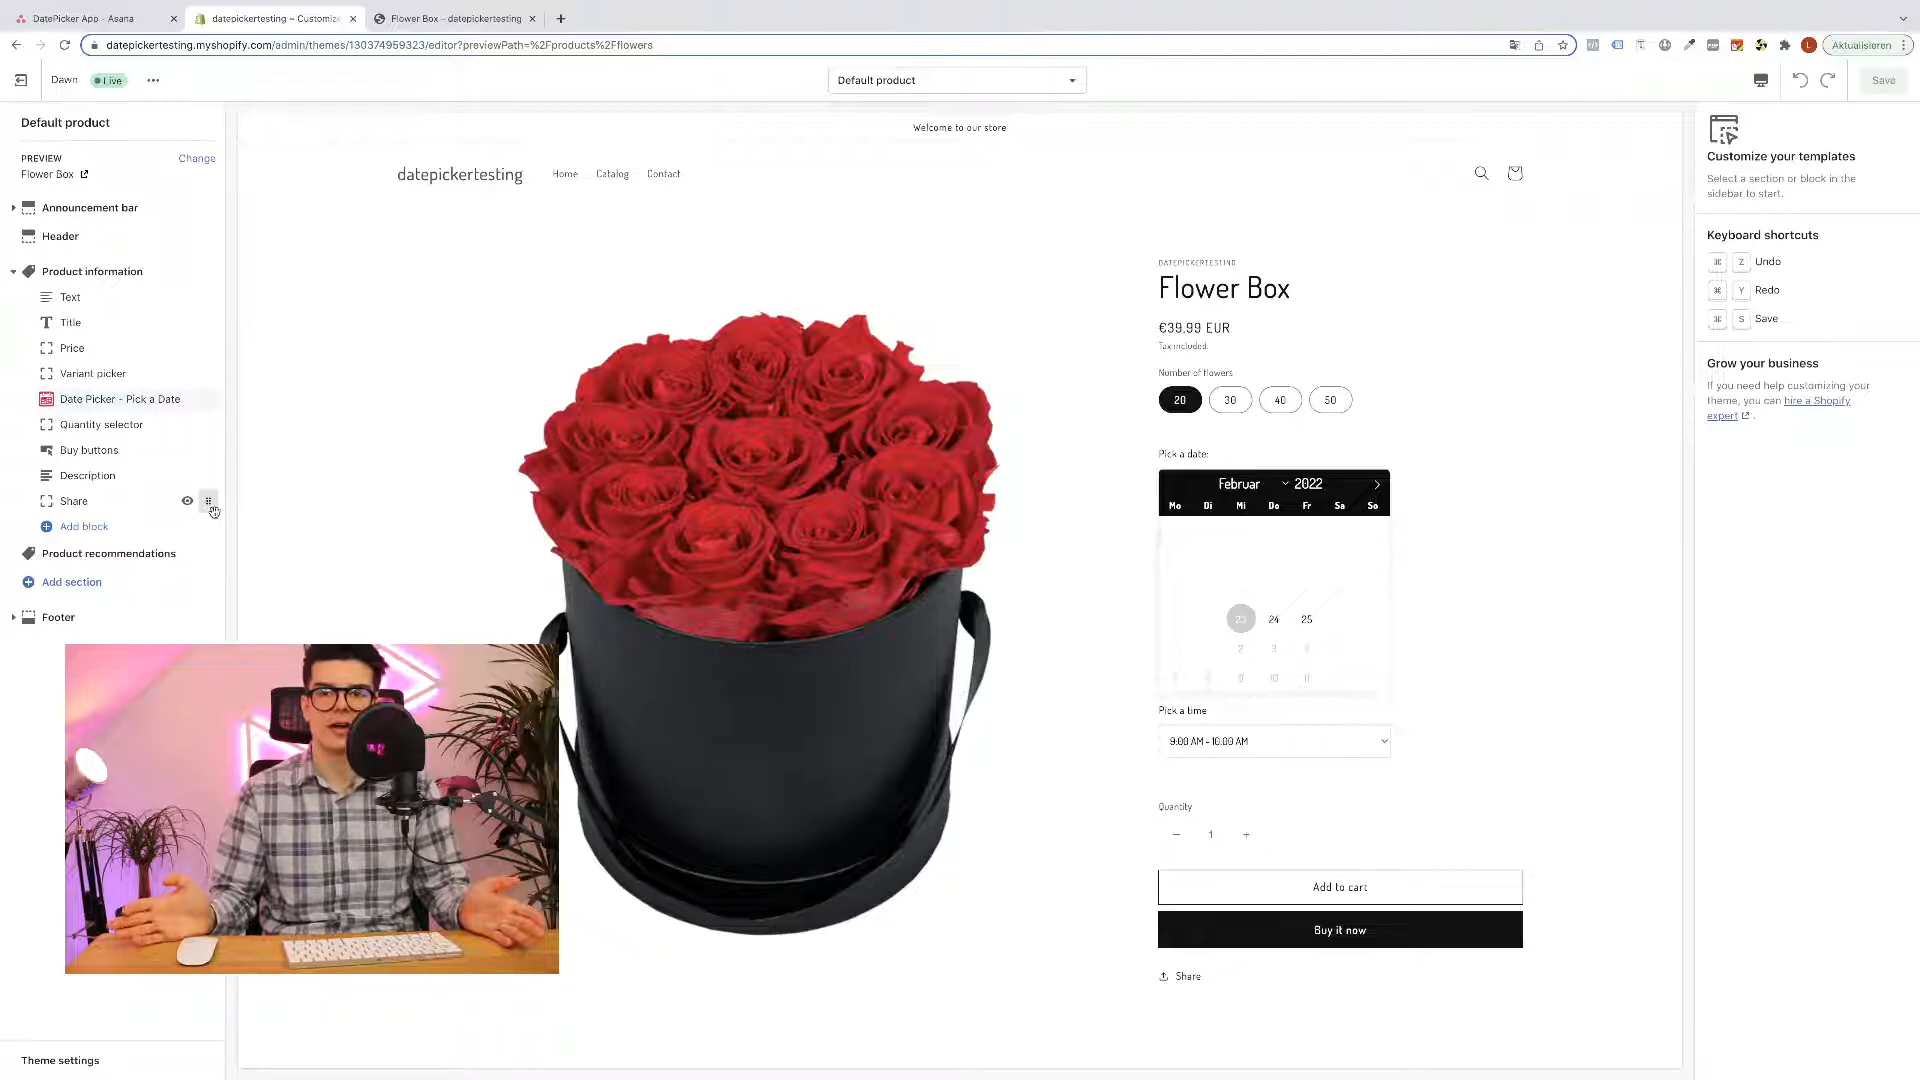 DatePicker App - Asana
datepickertesting ~ Customize
Flower Box – datepickertesting
datepickertesting.myshopify.com/admin/themes/130374959323/editor?previewPath=%2Fproducts%2Fflowers
Aktualisieren
Dawn
Live
Default product
Save
Default product
PREVIEW
Change
Flower Box
Announcement bar
Header
Product information
Text
Title
Price
Variant picker
Date Picker - Pick a Date
Quantity selector
Buy buttons
Description
Share
Add block
Product recommendations
Add section
Footer
Theme settings
Welcome to our store
datepickertesting
Home
Catalog
Contact
DATEPICKERTESTING
Flower Box
€39,99 EUR
Tax included.
Number of flowers
20 30 40 50
Pick a date:
Februar 2022
Mo Di Mi Do Fr Sa So
23 24 25
2 3 4
9 10 11
Pick a time
9:00 AM - 10:00 AM
Quantity
− 1 +
Add to cart
Buy it now
Share
Customize your templates
Select a section or block in the
sidebar to start.
Keyboard shortcuts
⌘ Z Undo
⌘ Y Redo
⌘ S Save
Grow your business
If you need help customizing your
theme, you can hire a Shopify
expert .